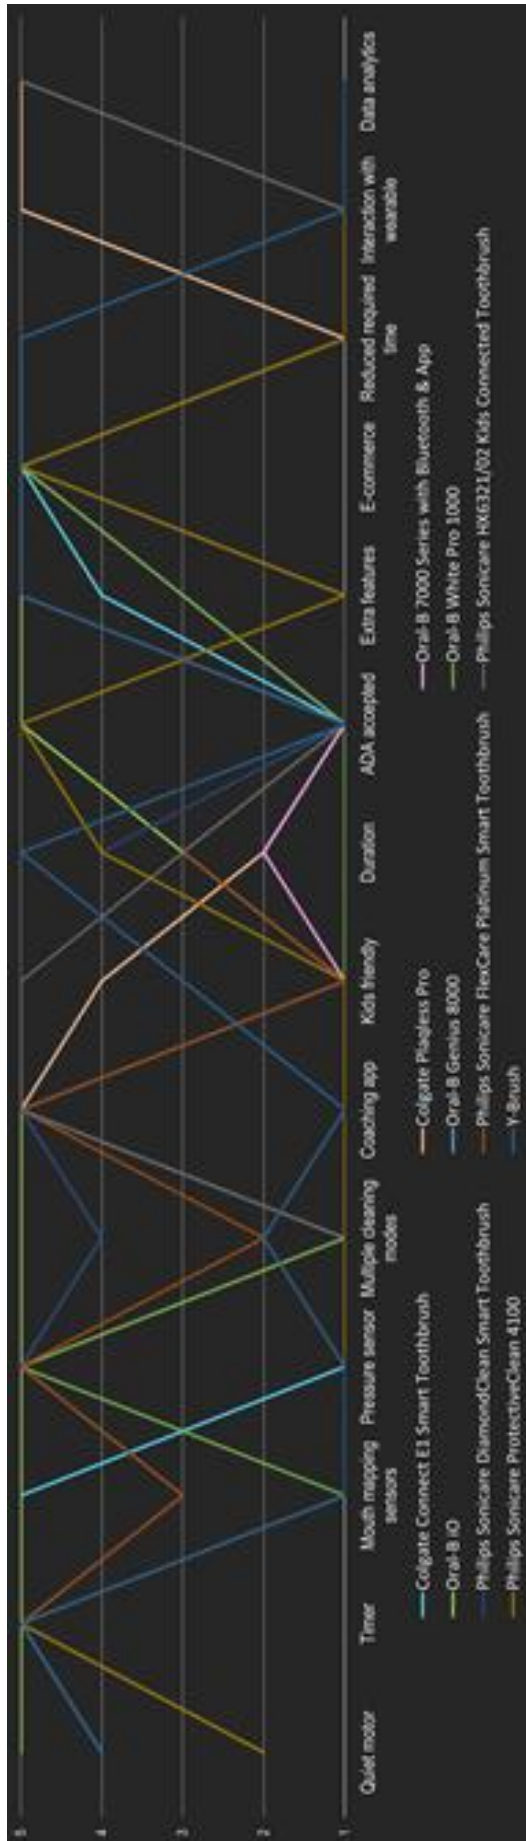 5
4
3
2
1
Quiet motor
Timer
Mouth mapping
sensors
Pressure sensor
Multiple cleaning
modes
Coaching app
Kids friendly
Duration
ADA accepted
Extra features
E-commerce
Reduced required
time
Interaction with
wearable
Data analytics
Colgate Connect E1 Smart Toothbrush
Colgate Plagless Pro
Oral-B 7000 Series with Bluetooth & App
Oral-B iO
Oral-B Genius 8000
Oral-B White Pro 1000
Philips Sonicare DiamondClean Smart Toothbrush
Philips Sonicare FlexCare Platinum Smart Toothbrush
Philips Sonicare HX6321/02 Kids Connected Toothbrush
Philips Sonicare ProtectiveClean 4100
Y-Brush